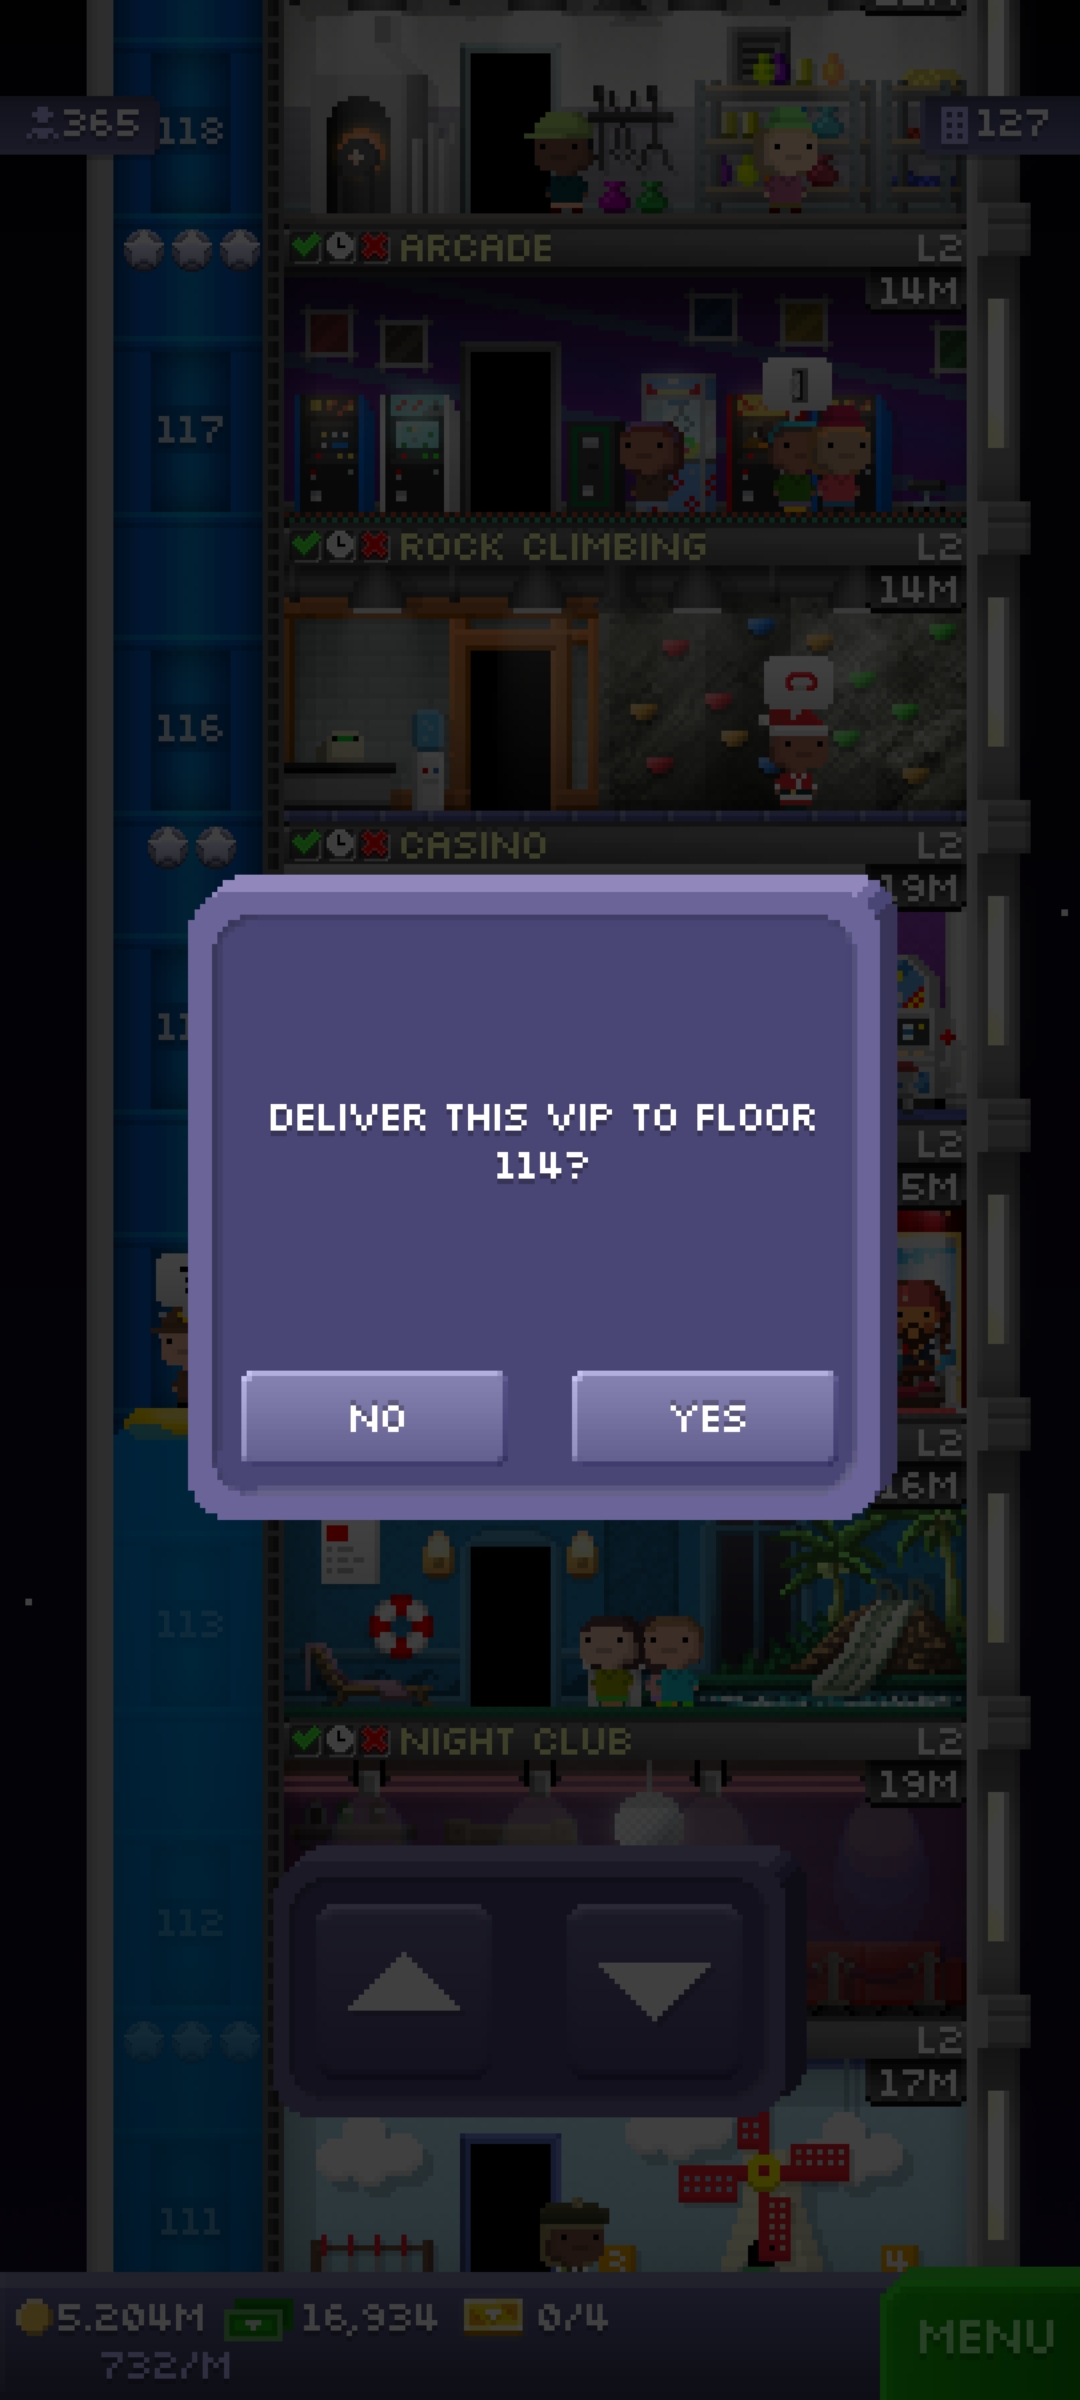 365
118
127
ARCADE L2
14M
117
ROCK CLIMBING L2
14M
116
CASINO L2
19M
L2
5M
DELIVER THIS VIP TO FLOOR
114?
NO YES
L2
16M
113
NIGHT CLUB L2
19M
112
L2
17M
111
3
4
5.204M 16,934 0/4
732/M
MENU